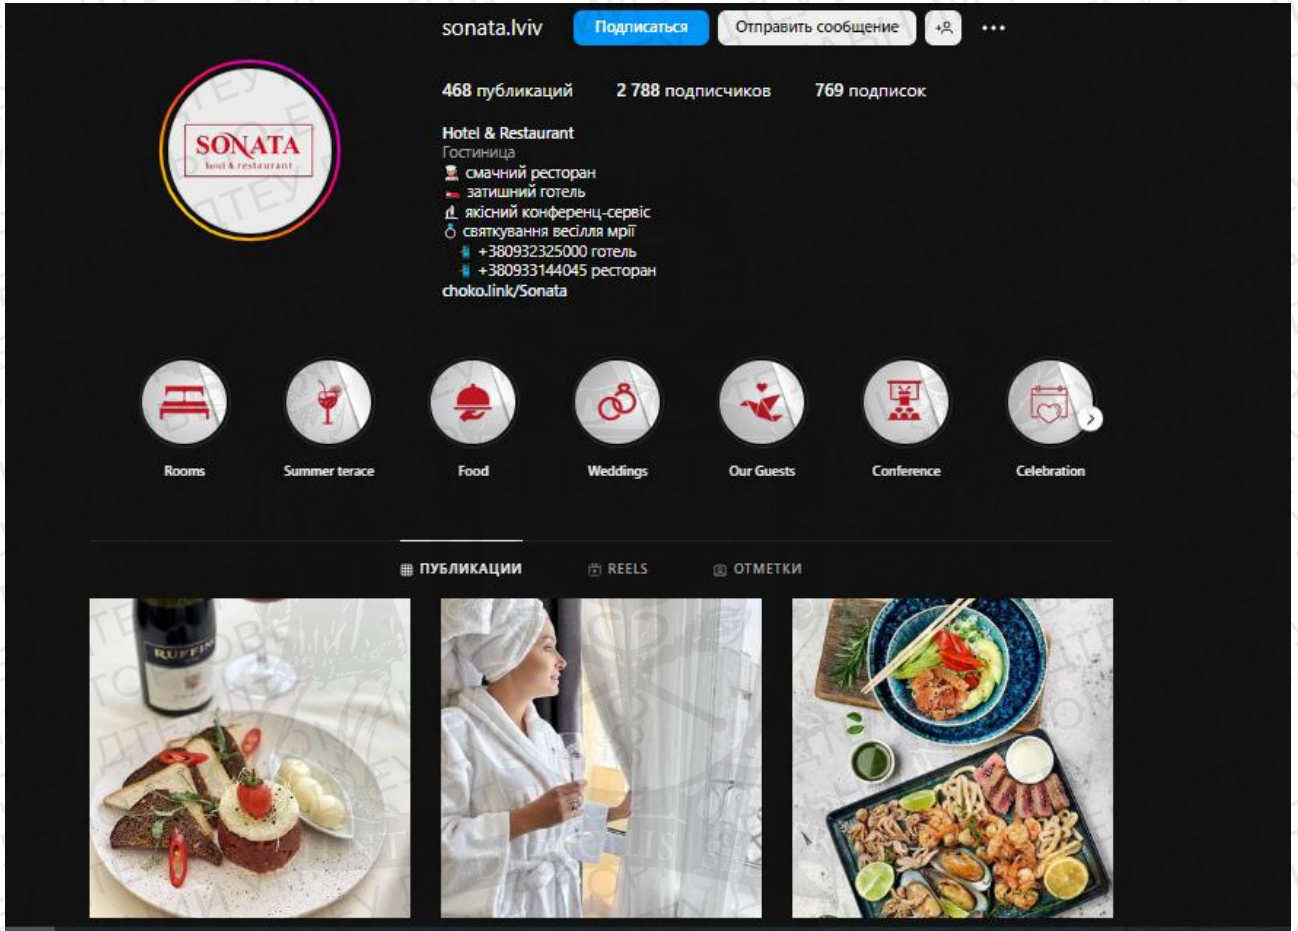 sonata.lviv Подписаться Отправить сообщение
468 публикаций 2 788 подписчиков 769 подписок
SONATA
hotel & restaurant
Hotel & Restaurant
Гостиница
смачний ресторан
затишний готель
якісний конференц-сервіс
святкування весілля мрії
+380932325000 готель
+380933144045 ресторан
choko.link/Sonata
Rooms Summer terace Food Weddings Our Guests Conference Celebration
ПУБЛИКАЦИИ REELS ОТМЕТКИ
RUFFINO